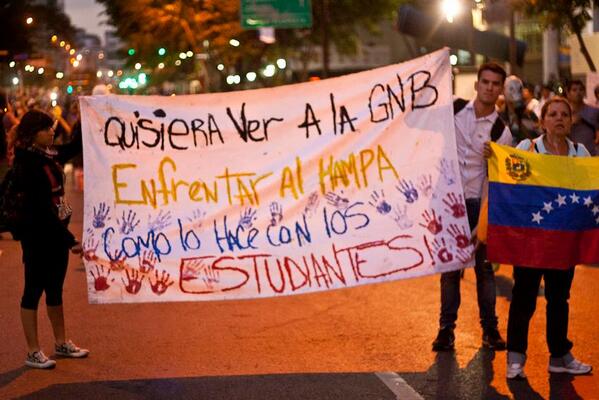 QUISIERA VER A LA GNB
ENFRENTAR AL HAMPA
COMO LO HACE CON LOS
ESTUDIANTES!